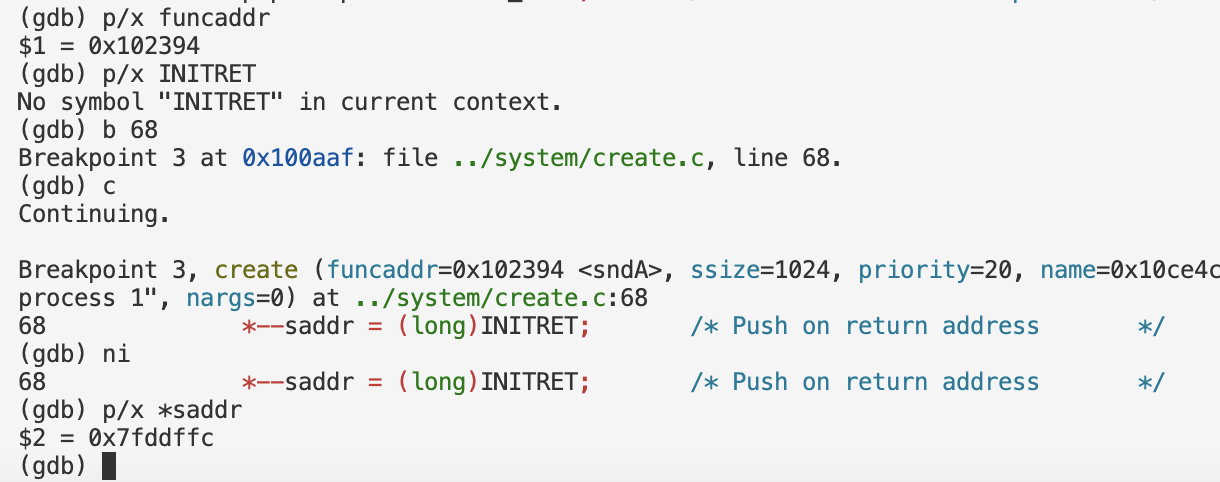 (gdb) p/x funcaddr
$1 = 0x102394
(gdb) p/x INITRET
No symbol "INITRET" in current context.
(gdb) b 68
Breakpoint 3 at 0x100aaf: file ../system/create.c, line 68.
(gdb) c
Continuing.
Breakpoint 3, create (funcaddr=0x102394 <sndA>, ssize=1024, priority=20, name=0x10ce4c
process 1", nargs=0) at ../system/create.c:68
68 *--saddr = (long)INITRET; /* Push on return address */
(gdb) ni
68 *--saddr = (long)INITRET; /* Push on return address */
(gdb) p/x *saddr
$2 = 0x7fddffc
(gdb)